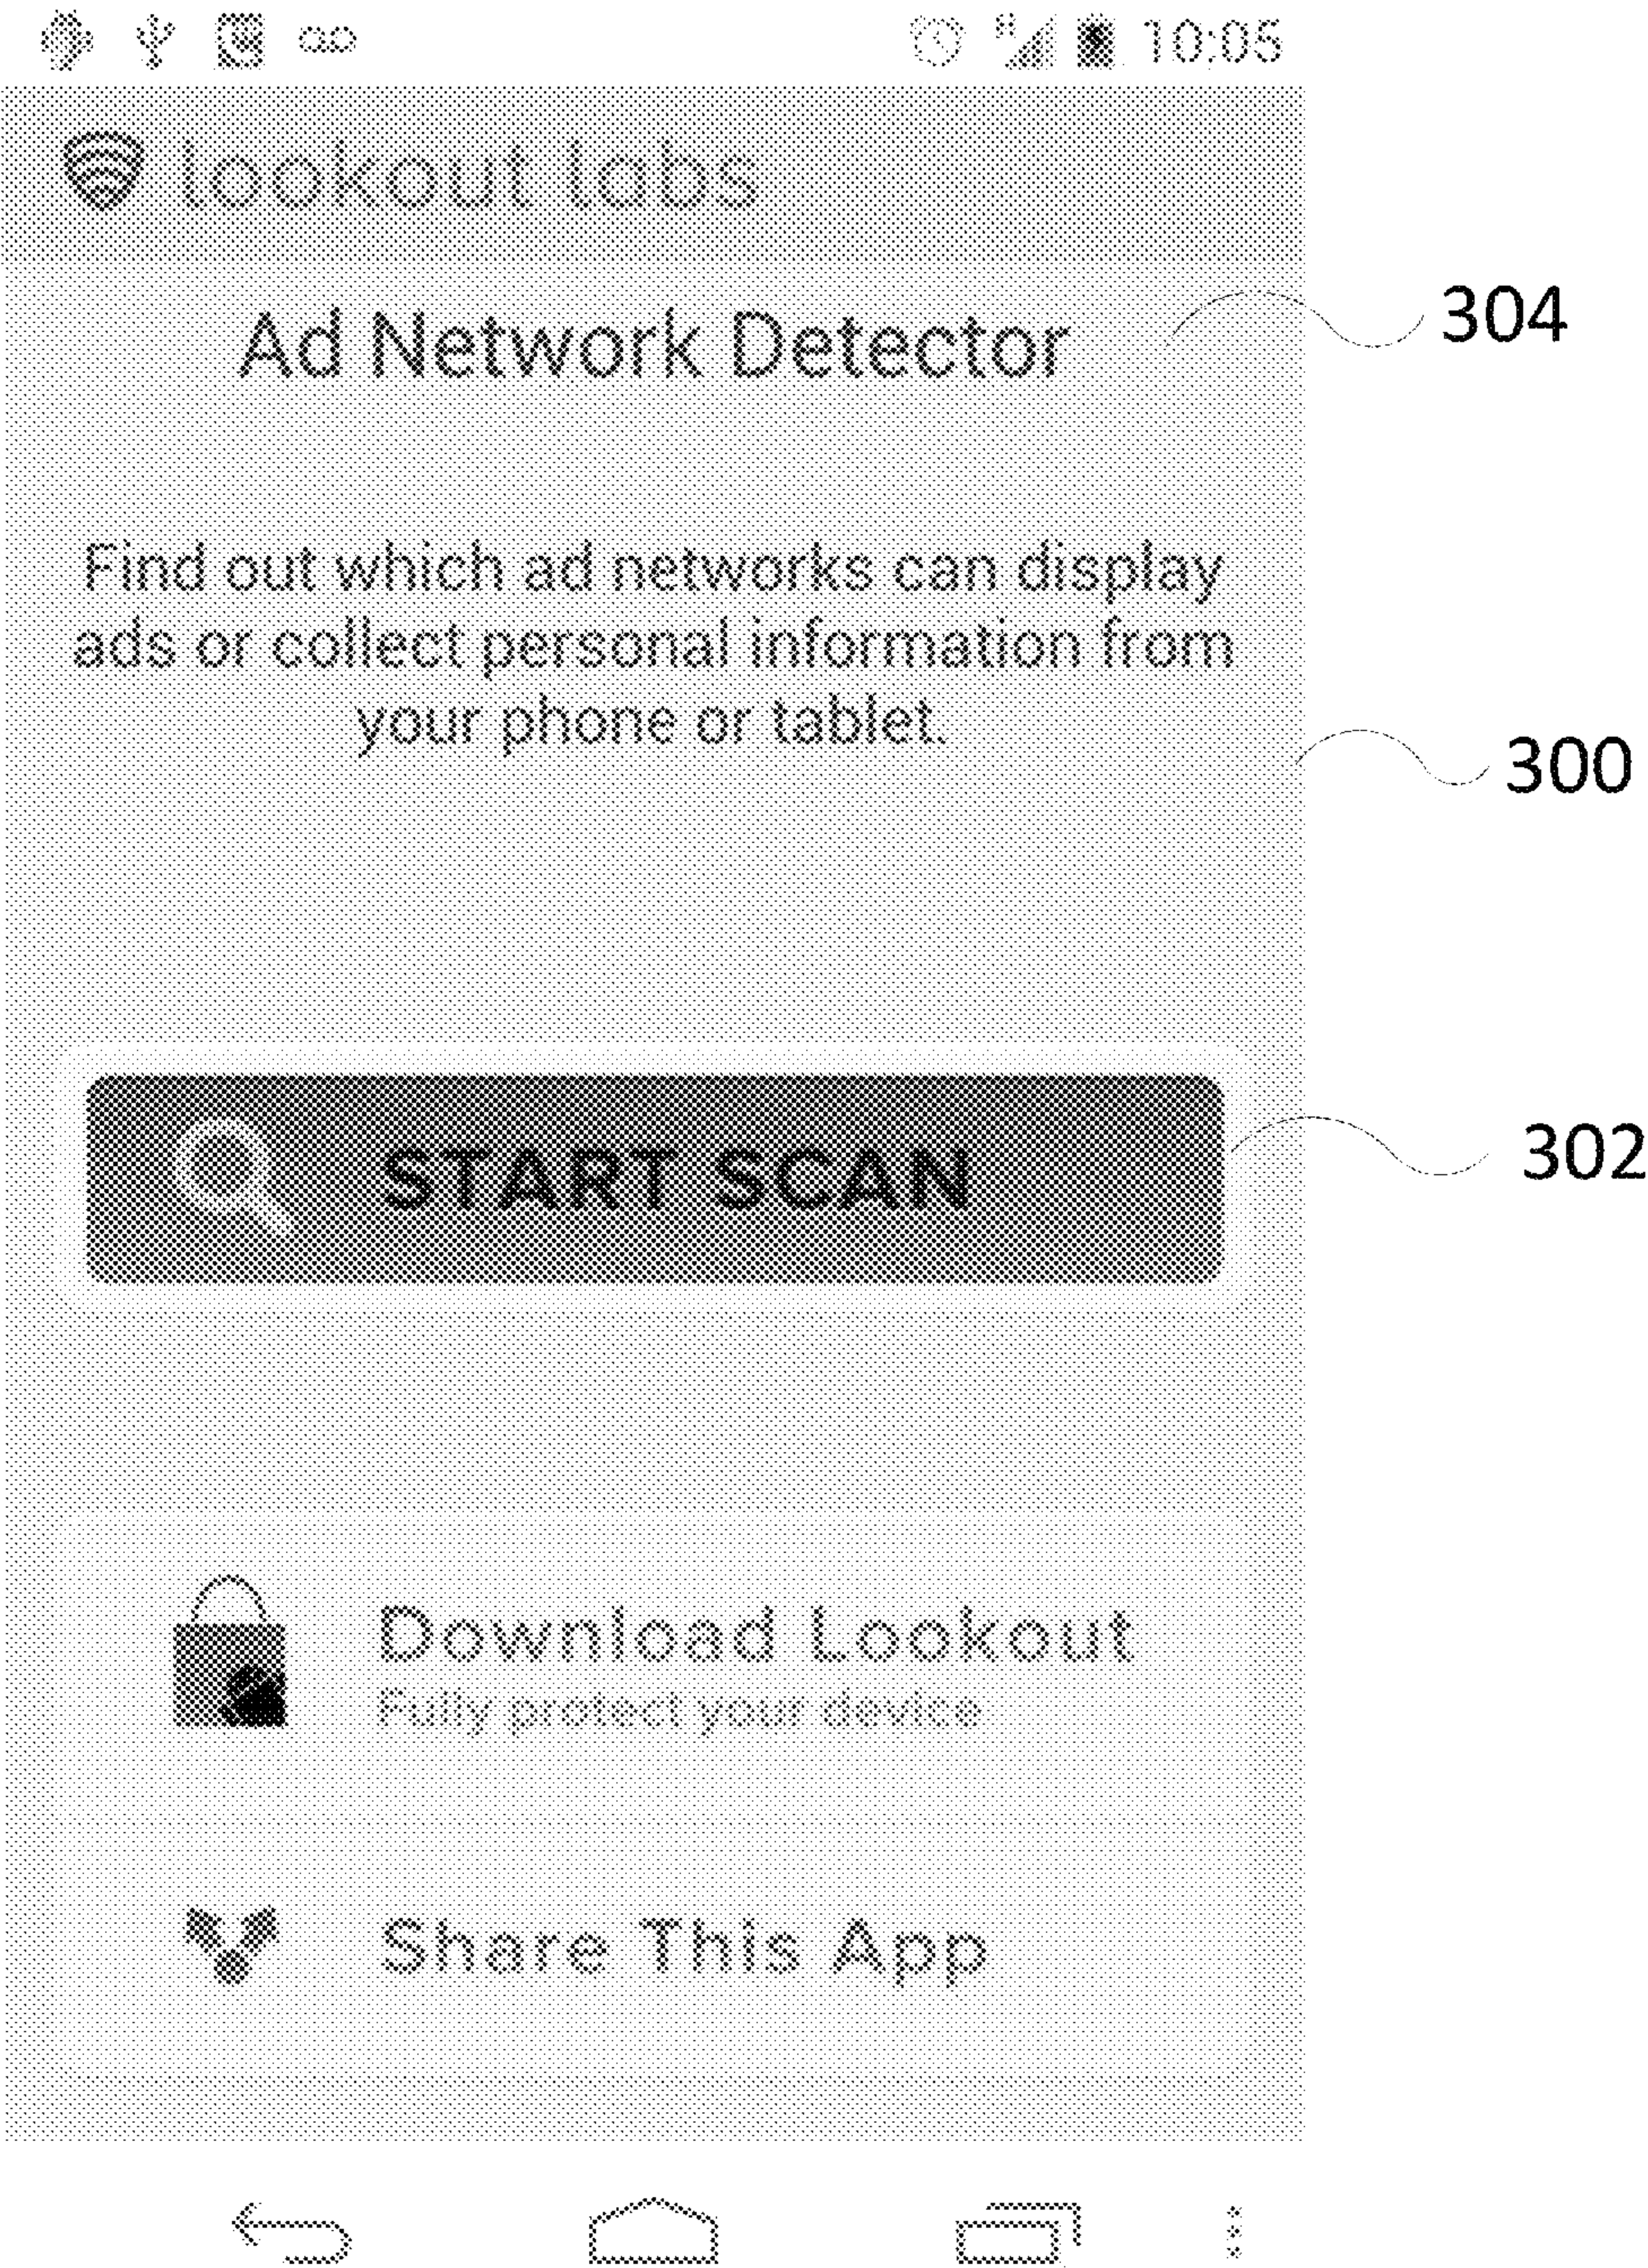 10:05
lookout labs
Ad Network Detector
304
Find out which ad networks can display
ads or collect personal information from
your phone or tablet.
300
START SCAN
302
Download Lookout
Fully protect your device
Share This App